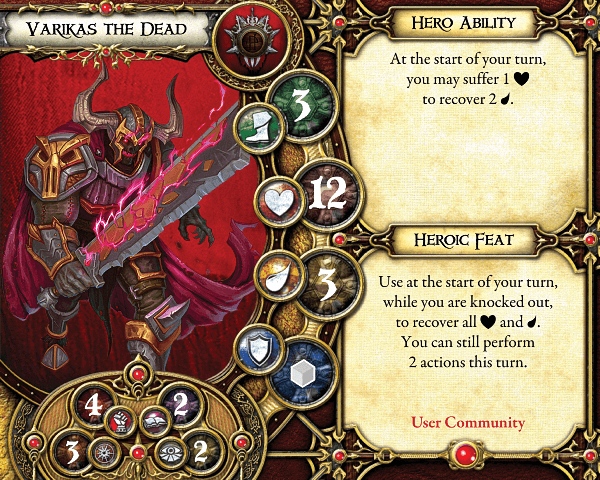 Varikas the Dead
3
12
3
4
2
3
2
Hero Ability
At the start of your turn,
you may suffer 1
to recover 2 .
Heroic Feat
Use at the start of your turn,
while you are knocked out,
to recover all and .
You can still perform
2 actions this turn.
User Community